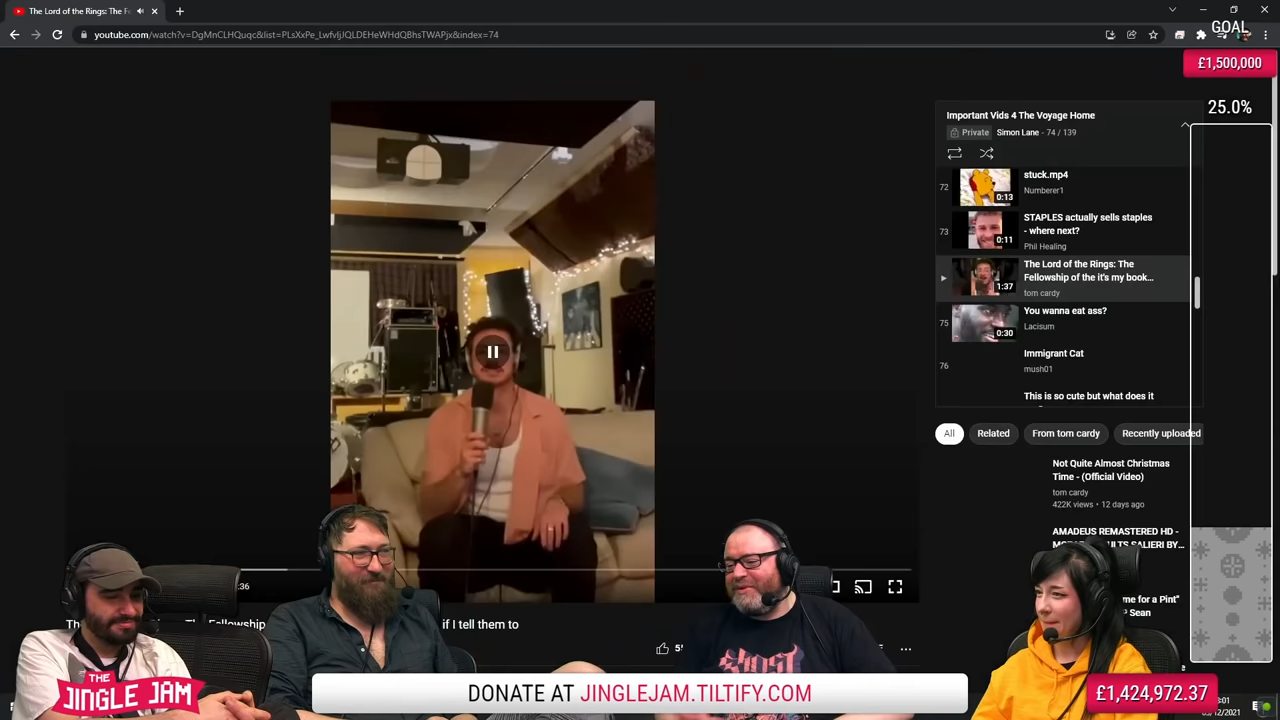 The Lord of the Rings: The F
youtube.com/watch?v=DgMnCLHQuqc&list=PLsXxPe_LwfvljJQLDEHeWHdQBhsTWAPjx&index=74
GOAL
£1,500,000
25.0%
Important Vids 4 The Voyage Home
Private Simon Lane - 74 / 139
72
stuck.mp4
Numberer1
0:13
73
STAPLES actually sells staples
- where next?
Phil Healing
0:11
The Lord of the Rings: The
Fellowship of the it's my book...
tom cardy
1:37
75
You wanna eat ass?
Lacisum
0:30
76
Immigrant Cat
mush01
This is so cute but what does it
All Related From tom cardy Recently uploaded
Not Quite Almost Christmas
Time - (Official Video)
tom cardy
422K views • 12 days ago
AMADEUS REMASTERED HD -
me for a Pint"
Sean
if I tell them to
THE
JINGLE JAM
DONATE AT JINGLEJAM.TILTIFY.COM
£1,424,972.37